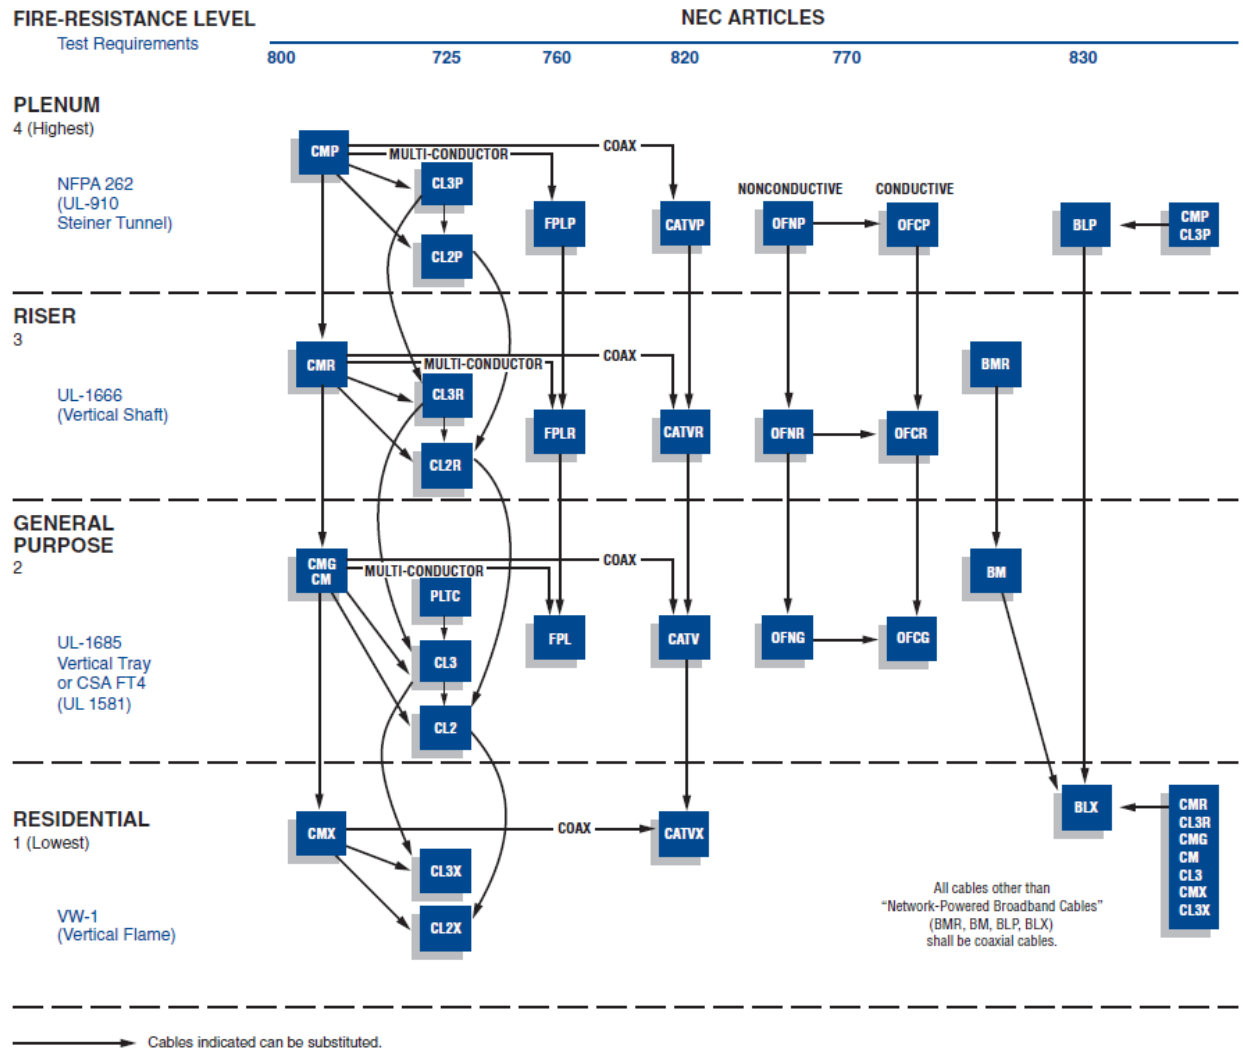 FIRE-RESISTANCE LEVEL
Test Requirements
NEC ARTICLES
800 725 760 820 770 830
PLENUM
4 (Highest)
NFPA 262
(UL-910
Steiner Tunnel)
CMP
MULTI-CONDUCTOR
COAX
CL3P
CL2P
FPLP
CATVP
NONCONDUCTIVE
CONDUCTIVE
OFNP
OFCP
BLP
CMP
CL3P
RISER
3
UL-1666
(Vertical Shaft)
CMR
COAX
MULTI-CONDUCTOR
CL3R
CL2R
FPLR
CATVR
OFNR
OFCR
BMR
GENERAL
PURPOSE
2
UL-1685
Vertical Tray
or CSA FT4
(UL 1581)
CMG
CM
COAX
MULTI-CONDUCTOR
PLTC
CL3
CL2
FPL
CATV
OFNG
OFCG
BM
RESIDENTIAL
1 (Lowest)
VW-1
(Vertical Flame)
CMX
COAX
CL3X
CL2X
CATVX
BLX
CMR
CL3R
CMG
CM
CL3
CMX
CL3X
All cables other than
“Network-Powered Broadband Cables”
(BMR, BM, BLP, BLX)
shall be coaxial cables.
Cables indicated can be substituted.